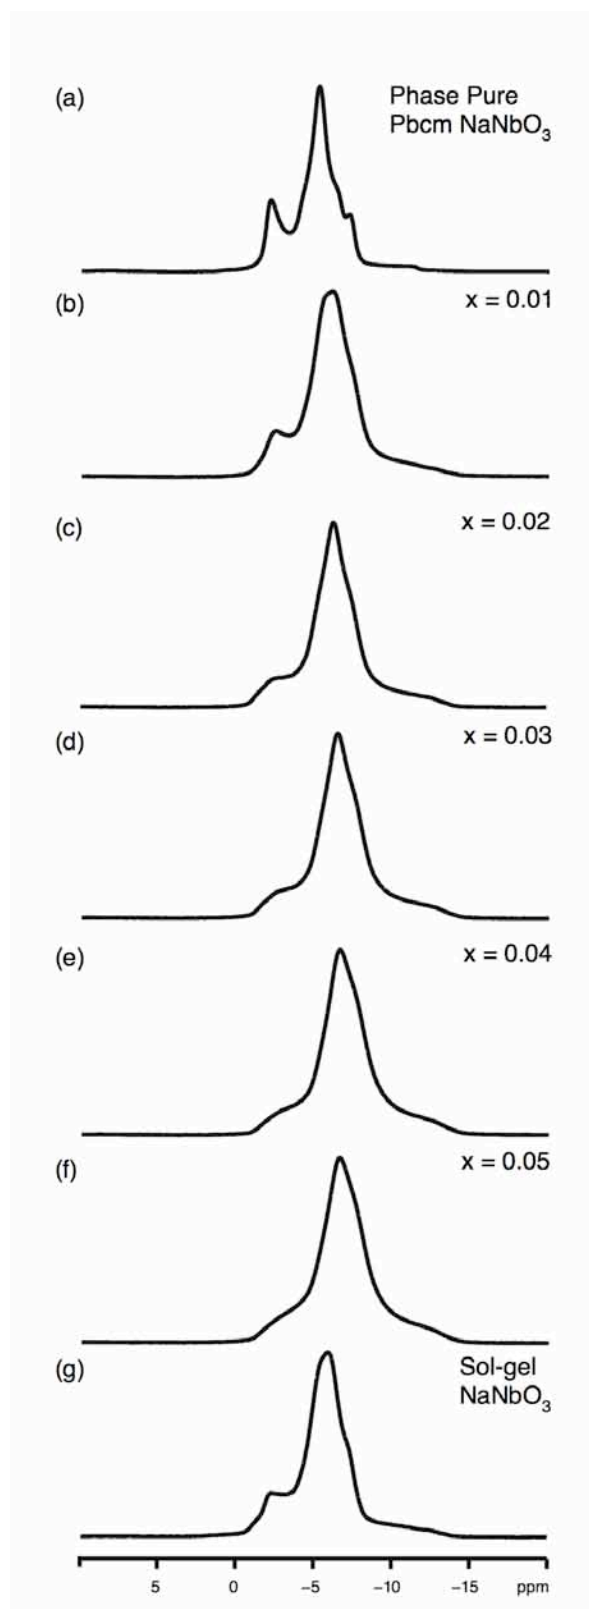 (a)
Phase Pure
Pbcm NaNbO₃
(b)
x = 0.01
(c)
x = 0.02
(d)
x = 0.03
(e)
x = 0.04
(f)
x = 0.05
(g)
Sol-gel
NaNbO₃
5 0 −5 −10 −15 ppm